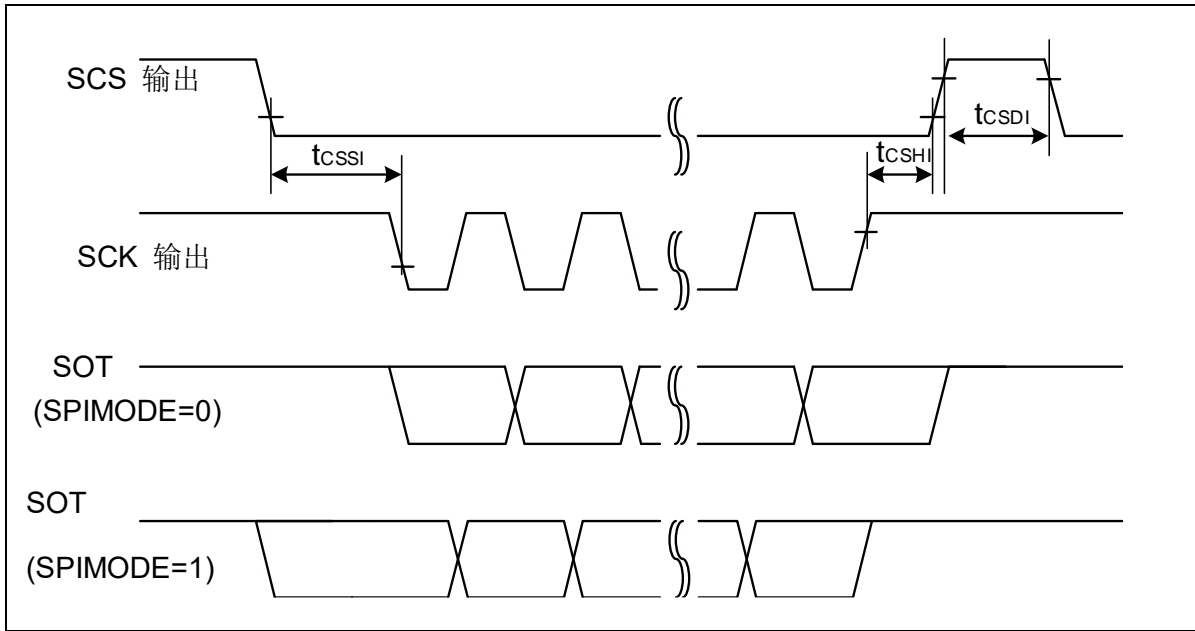 SCS 输出
tCSSI
tCSHI
tCSDI
SCK 输出
SOT
(SPIMODE=0)
SOT
(SPIMODE=1)